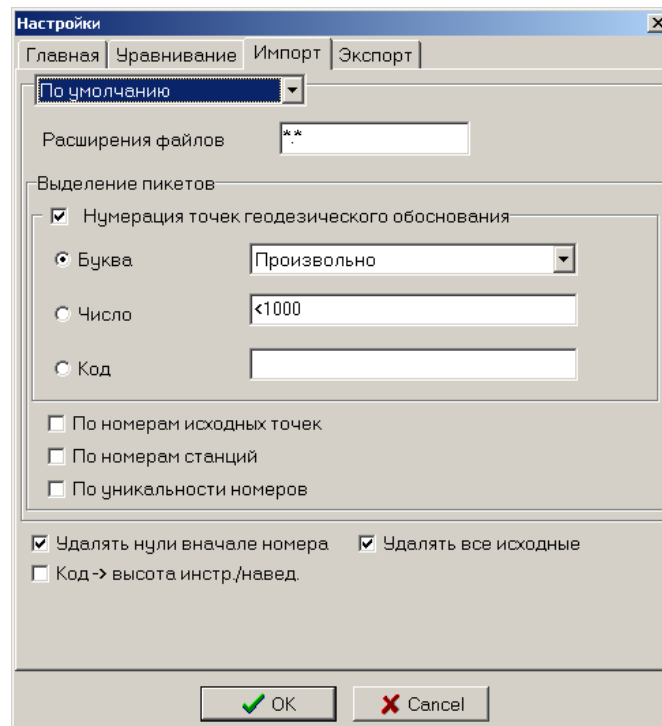 Настройки
Главная Уравнивание Импорт Экспорт
По умолчанию
Расширения файлов *.*
Выделение пикетов
Нумерация точек геодезического обоснования
Буква Произвольно
Число <1000
Код
По номерам исходных точек
По номерам станций
По уникальности номеров
Удалять нули вначале номера Удалять все исходные
Код -> высота инстр./навед.
OK Cancel